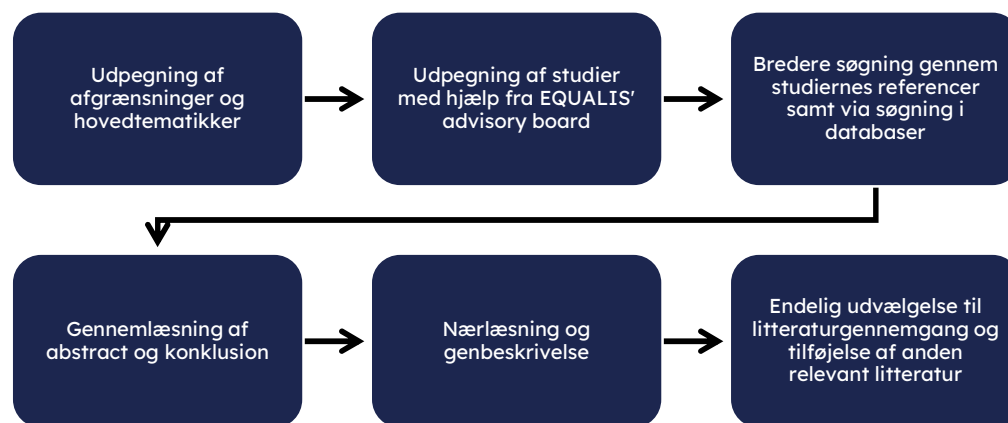 Udpegning af
afgrænsninger og
hovedtematikker
Udpegning af studier
med hjælp fra EQUALIS'
advisory board
Bredere søgning gennem
studiernes referencer
samt via søgning i
databaser
Gennemlæsning af
abstract og konklusion
Nærlæsning og
genbeskrivelse
Endelig udvælgelse til
litteraturgennemgang og
tilføjelse af anden
relevant litteratur